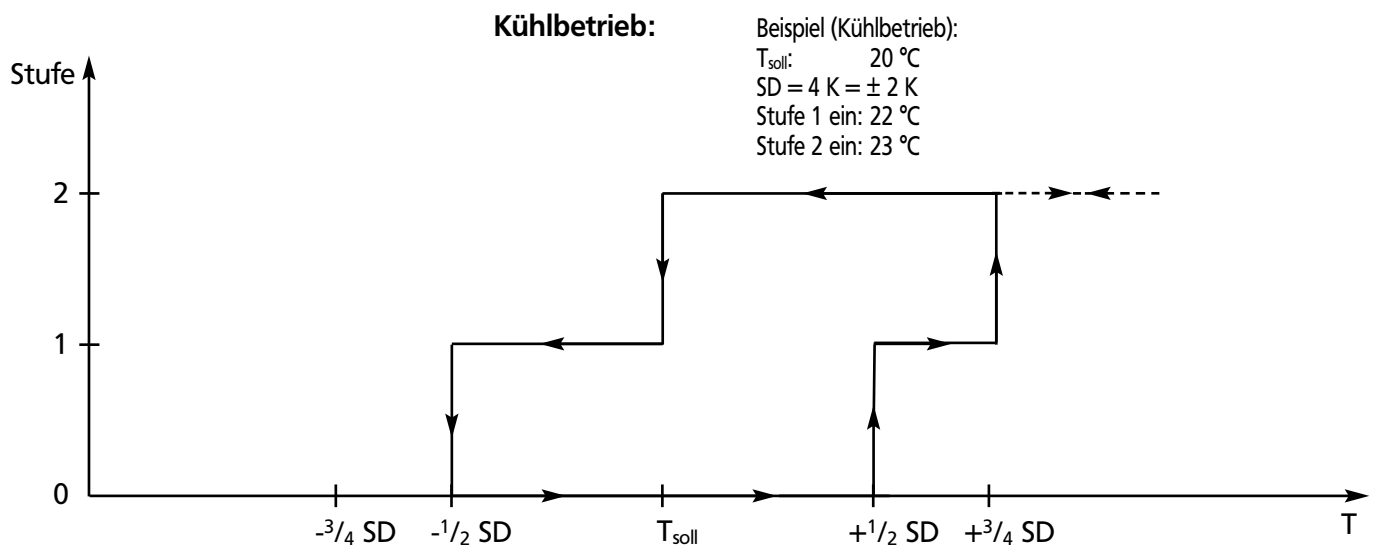 Kühlbetrieb:
Beispiel (Kühlbetrieb):
Tsoll: 20 °C
SD = 4 K = ± 2 K
Stufe 1 ein: 22 °C
Stufe 2 ein: 23 °C
Stufe
2
1
0
-3/4 SD -1/2 SD Tsoll +1/2 SD +3/4 SD T